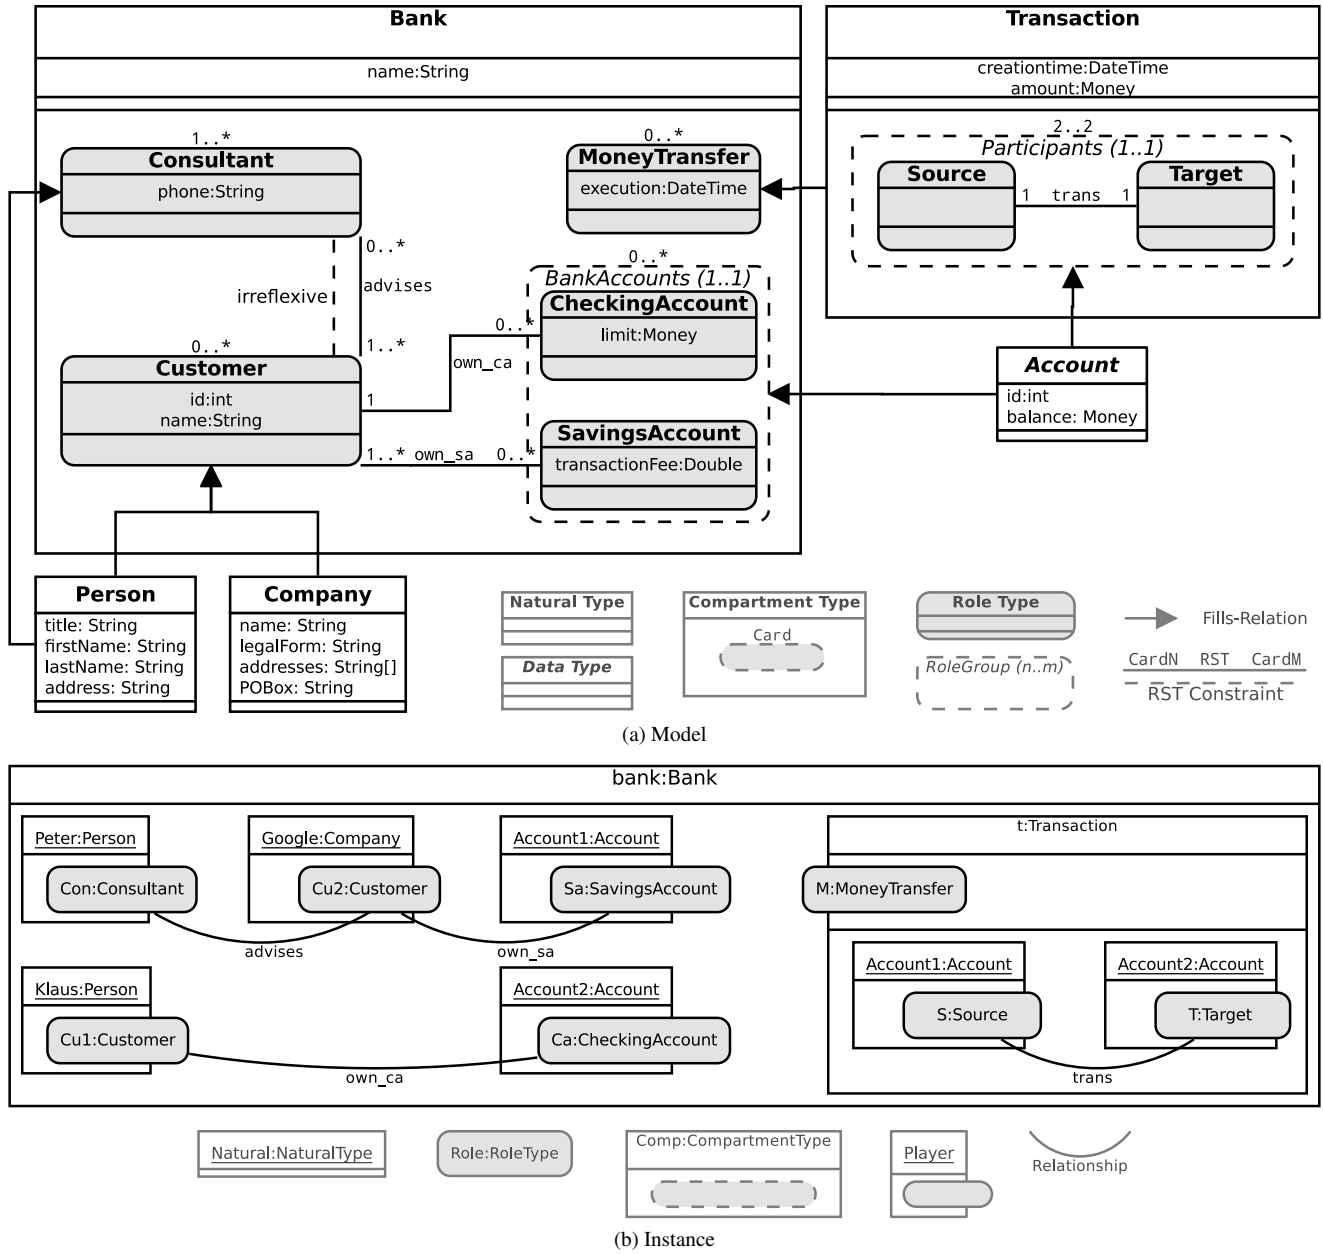 Bank
name:String
1..*
Consultant
phone:String
0..*
MoneyTransfer
execution:DateTime
0..*
advises
irreflexive
0..*
1..*
Customer
id:int
name:String
0..*
BankAccounts (1..1)
CheckingAccount
limit:Money
0..*
own_ca
1
SavingsAccount
transactionFee:Double
1..* own_sa 0..*
Transaction
creationtime:DateTime
amount:Money
2..2
Participants (1..1)
Source
1 trans 1
Target
Account
id:int
balance: Money
Person
title: String
firstName: String
lastName: String
address: String
Company
name: String
legalForm: String
addresses: String[]
POBox: String
Natural Type
Data Type
Compartment Type
Card
Role Type
RoleGroup (n..m)
Fills-Relation
CardN RST CardM
RST Constraint
(a) Model
bank:Bank
Peter:Person
Con:Consultant
Google:Company
Cu2:Customer
Account1:Account
Sa:SavingsAccount
advises
own_sa
Klaus:Person
Cu1:Customer
Account2:Account
Ca:CheckingAccount
own_ca
t:Transaction
M:MoneyTransfer
Account1:Account
S:Source
Account2:Account
T:Target
trans
Natural:NaturalType
Role:RoleType
Comp:CompartmentType
Player
Relationship
(b) Instance